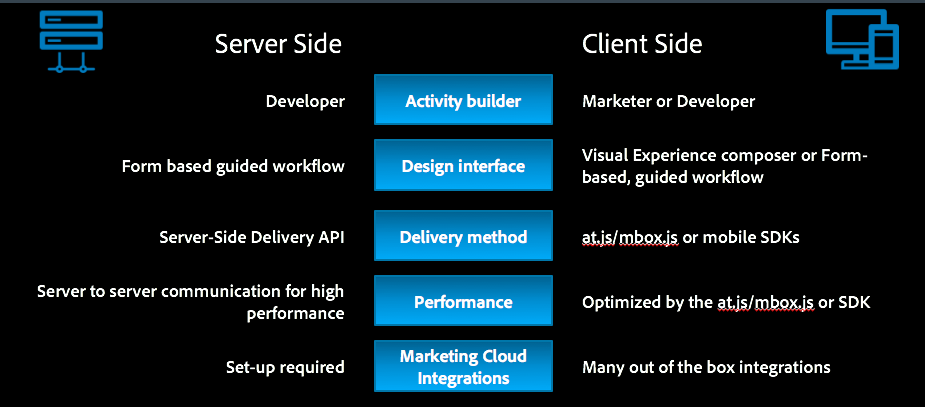 Server Side
Client Side
Developer
Activity builder
Marketer or Developer
Form based guided workflow
Design interface
Visual Experience composer or Form-
based, guided workflow
Server-Side Delivery API
Delivery method
at.js/mbox.js or mobile SDKs
Server to server communication for high
performance
Performance
Optimized by the at.js/mbox.js or SDK
Set-up required
Marketing Cloud
Integrations
Many out of the box integrations